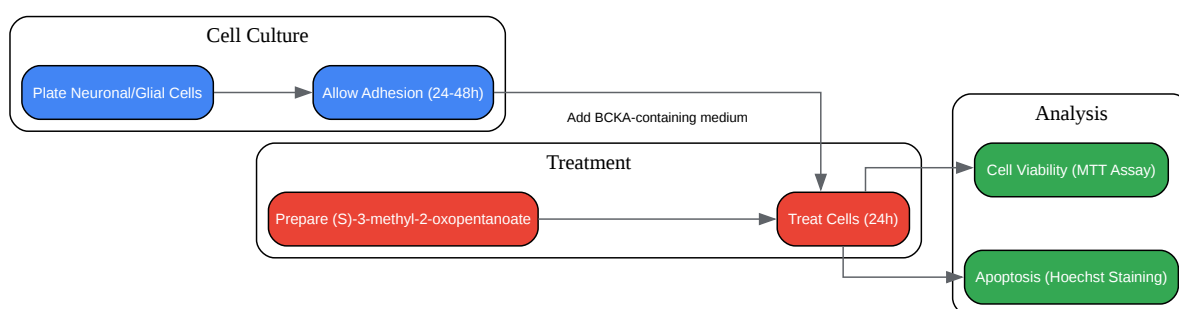 Cell Culture
Plate Neuronal/Glial Cells
Allow Adhesion (24-48h)
Add BCKA-containing medium
Treatment
Prepare (S)-3-methyl-2-oxopentanoate
Treat Cells (24h)
Analysis
Cell Viability (MTT Assay)
Apoptosis (Hoechst Staining)